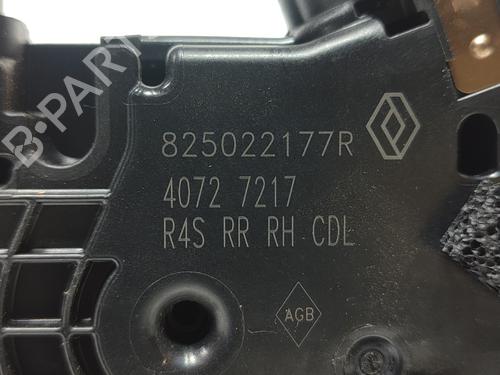 B-PARTS
825022177R
4072 7217
R4S RR RH CDL
AGB